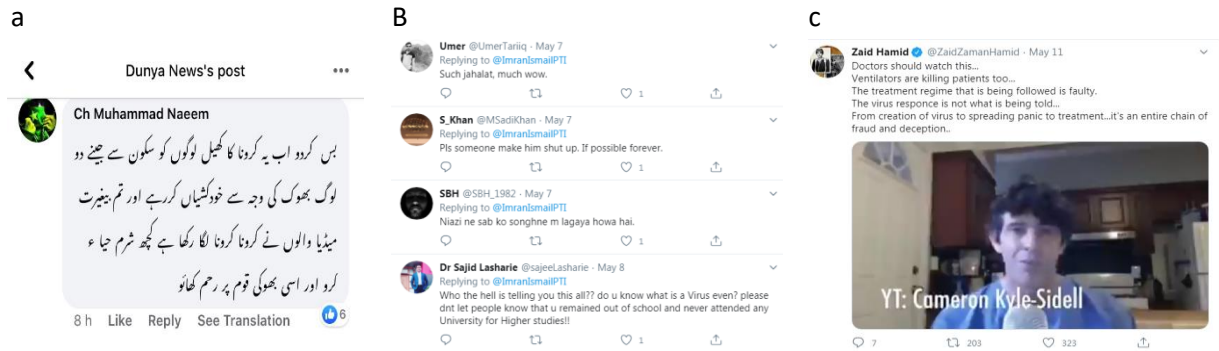 a
Dunya News's post
Ch Muhammad Naeem
بس کردو اب یہ کرونا کا کھیل لوگوں کو سکون سے جینے دو
لوگ بھوک کی وجہ سے خودکشیاں کررہے اور تم بیغیرت
میڈیا والوں نے کرونا کرونا لگا رکھا ہے کچھ شرم حیا ء
کرو اور اسی بھوکی قوم پر رحم کھائو
8 h Like Reply See Translation 6
B
Umer @UmerTariiq · May 7
Replying to @ImranIsmailPTI
Such jahalat, much wow.
1
S_Khan @MSadiKhan · May 7
Replying to @ImranIsmailPTI
Pls someone make him shut up. If possible forever.
1
SBH @SBH_1982 · May 7
Replying to @ImranIsmailPTI
Niazi ne sab ko songhne m lagaya howa hai.
1
Dr Sajid Lasharie @sajeeLasharie · May 8
Replying to @ImranIsmailPTI
Who the hell is telling you this all?? do u know what is a Virus even? please
dnt let people know that u remained out of school and never attended any
University for Higher studies!!
1
c
Zaid Hamid @ZaidZamanHamid · May 11
Doctors should watch this...
Ventilators are killing patients too...
The treatment regime that is being followed is faulty.
The virus responce is not what is being told...
From creation of virus to spreading panic to treatment...it's an entire chain of
fraud and deception..
YT: Cameron Kyle-Sidell
7 203 323